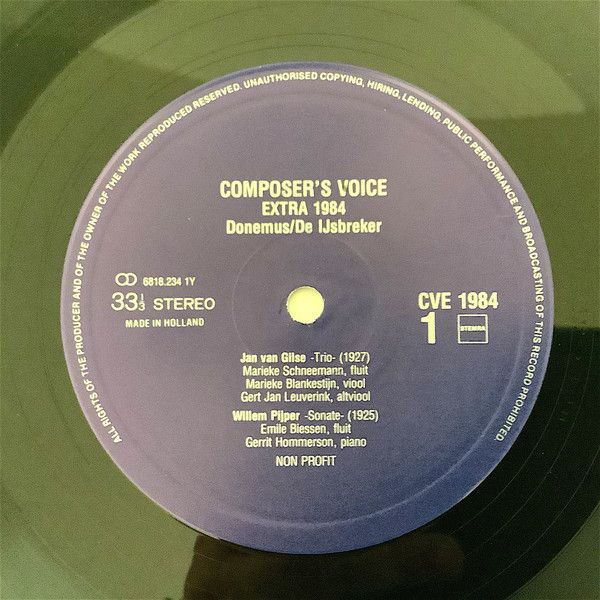 ALL RIGHTS OF THE PRODUCER AND OF THE OWNER OF THE WORK REPRODUCED RESERVED. UNAUTHORISED COPYING, HIRING, LENDING, PUBLIC PERFORMANCE AND BROADCASTING OF THIS RECORD PROHIBITED.
COMPOSER'S VOICE
EXTRA 1984
Donemus/De IJsbreker
6818.234 1Y
33⅓ STEREO
MADE IN HOLLAND
CVE 1984
1 STEMRA
Jan van Gilse -Trio- (1927)
Marieke Schneemann, fluit
Marieke Blankestijn, viool
Gert Jan Leuverink, altviool
Willem Pijper -Sonate- (1925)
Emile Biessen, fluit
Gerrit Hommerson, piano
NON PROFIT